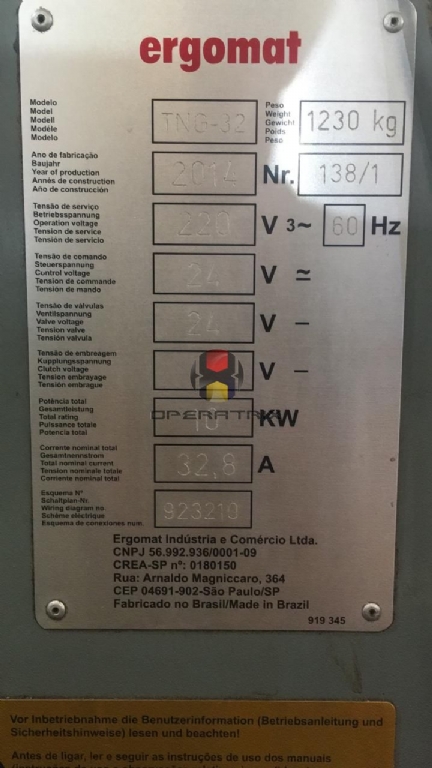 ergomat
Modelo
Model
Modell
Modéle
Modelo
TNG-32
Peso
Weight
Gewicht
Poids
Peso
1230 kg
Ano de fabricação
Baujahr
Year of production
Année de construction
Año de construcción
2014
Nr. 138/1
Tensão de serviço
Betriebsspannung
Operation voltage
Tension de service
Tensión de servicio
220 V 3~ 60 Hz
Tensão de comando
Steuerspannung
Control voltage
Tension de commande
Tensión de mando
24 V ≃
Tensão de válvulas
Ventilspannung
Valve voltage
Tension valve
Tensión válvula
24 V –
Tensão de embreagem
Kupplungsspannung
Clutch voltage
Tension embrayage
Tensión embrague
V –
Potência total
Gesamtleistung
Total rating
Puissance totale
Potencia total
10 KW
OPERATRIX
Corrente nominal total
Gesamtnennstrom
Total nominal current
Tension nominale totale
Corriente nominal total
32,8 A
Esquema Nº
Schaltplan-Nr.
Wiring diagram no
Schéma électrique
Esquema de conexiones num.
923210
Ergomat Indústria e Comércio Ltda.
CNPJ 56.992.936/0001-09
CREA-SP nº: 0180150
Rua: Arnaldo Magniccaro, 364
CEP 04691-902-São Paulo/SP
Fabricado no Brasil/Made in Brazil
919 345
Vor Inbetriebnahme die Benutzerinformation (Betriebsanleitung und
Sicherheitshinweise) lesen und beachten!
Antes de ligar, ler e seguir as instruções de uso dos manuais